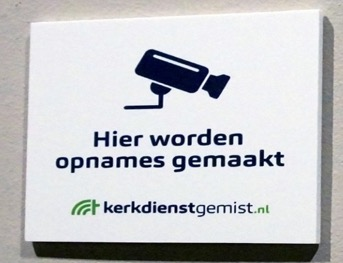 Hier worden
opnames gemaakt
kerkdienstgemist.nl